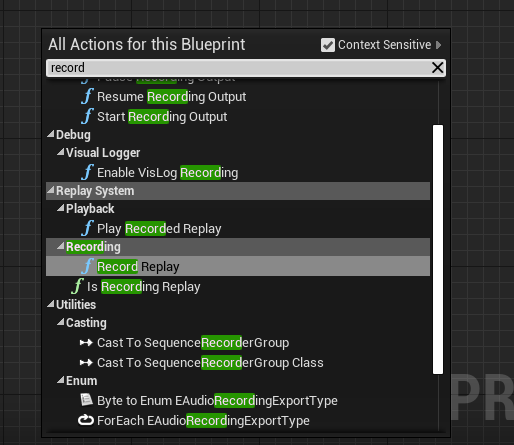 All Actions for this Blueprint
Context Sensitive
record
Pause Recording Output
Resume Recording Output
Start Recording Output
Debug
Visual Logger
Enable VisLog Recording
Replay System
Playback
Play Recorded Replay
Recording
Record Replay
Is Recording Replay
Utilities
Casting
Cast To SequenceRecorderGroup
Cast To SequenceRecorderGroup Class
Enum
Byte to Enum EAudioRecordingExportType
ForEach EAudioRecordingExportType
PR